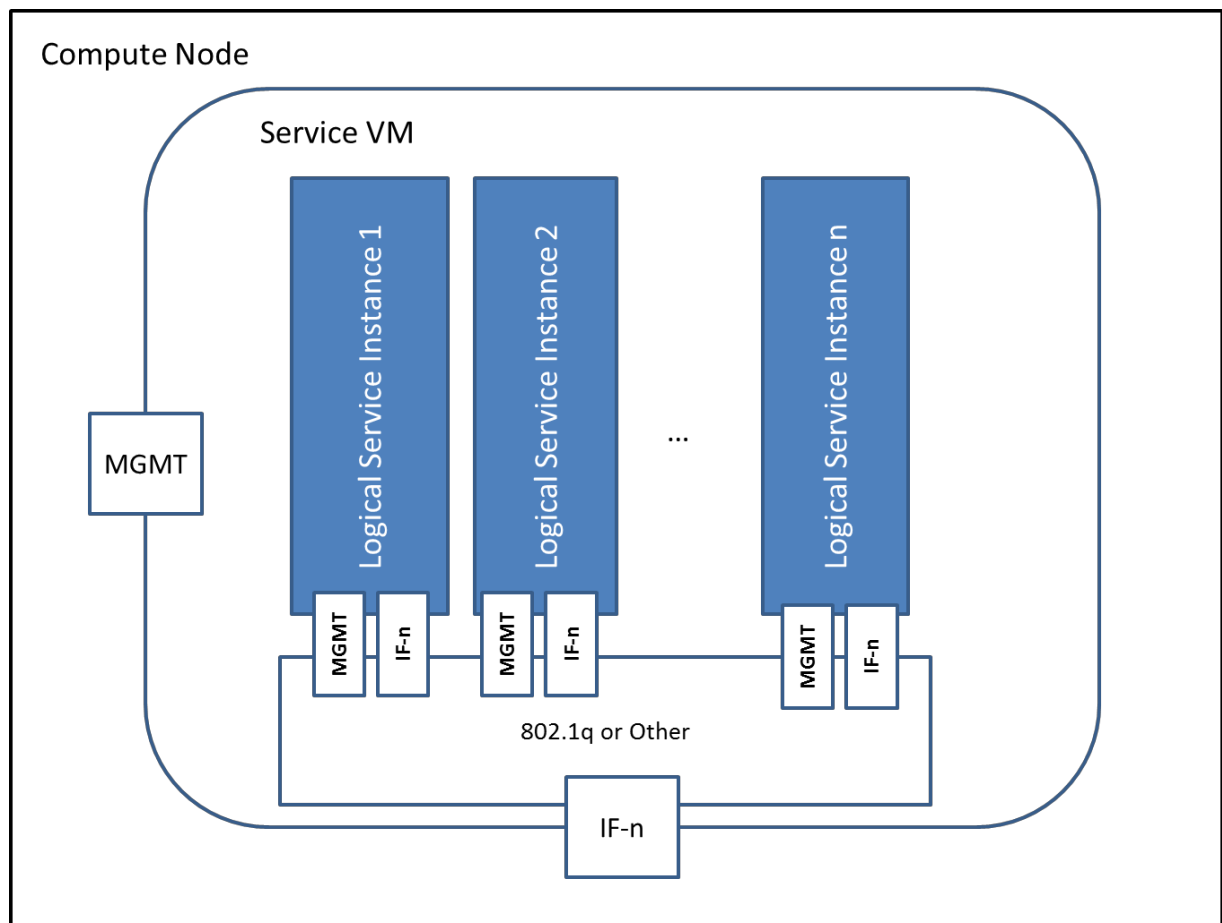 Compute Node
Service VM
Logical Service Instance 1
Logical Service Instance 2
...
Logical Service Instance n
MGMT
MGMT
IF-n
MGMT
IF-n
MGMT
IF-n
802.1q or Other
IF-n